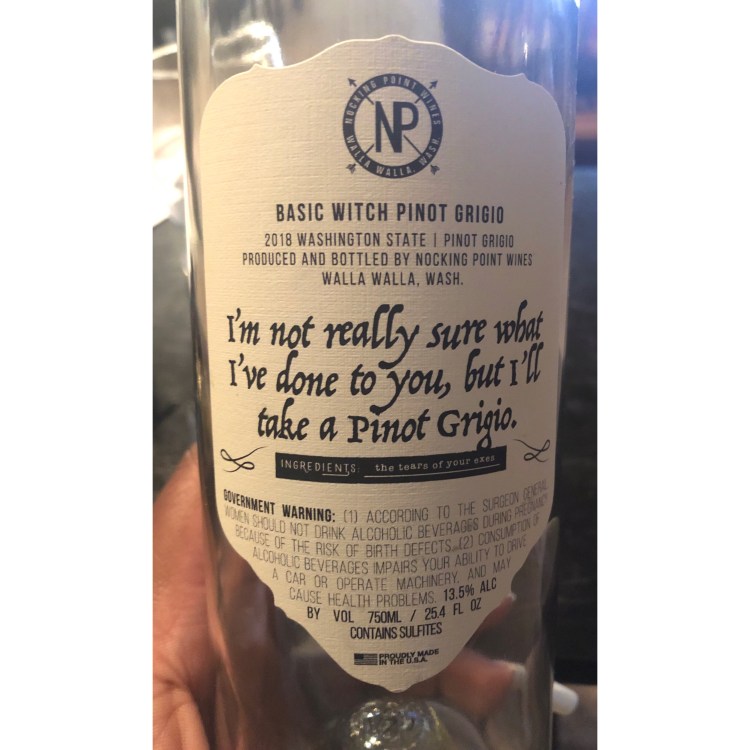 NOCKING POINT WINES
NP
WALLA WALLA, WASH.
BASIC WITCH PINOT GRIGIO
2018 WASHINGTON STATE | PINOT GRIGIO
PRODUCED AND BOTTLED BY NOCKING POINT WINES
WALLA WALLA, WASH.
I'm not really sure what
I've done to you, but I'll
take a Pinot Grigio.
INGREDIENTS: the tears of your exes
GOVERNMENT WARNING: (1) ACCORDING TO THE SURGEON GENERAL
WOMEN SHOULD NOT DRINK ALCOHOLIC BEVERAGES DURING PREGNANCY
BECAUSE OF THE RISK OF BIRTH DEFECTS. (2) CONSUMPTION OF
ALCOHOLIC BEVERAGES IMPAIRS YOUR ABILITY TO DRIVE
A CAR OR OPERATE MACHINERY, AND MAY
CAUSE HEALTH PROBLEMS. 13.5% ALC
BY VOL 750ML / 25.4 FL OZ
CONTAINS SULFITES
PROUDLY MADE
IN THE U.S.A.